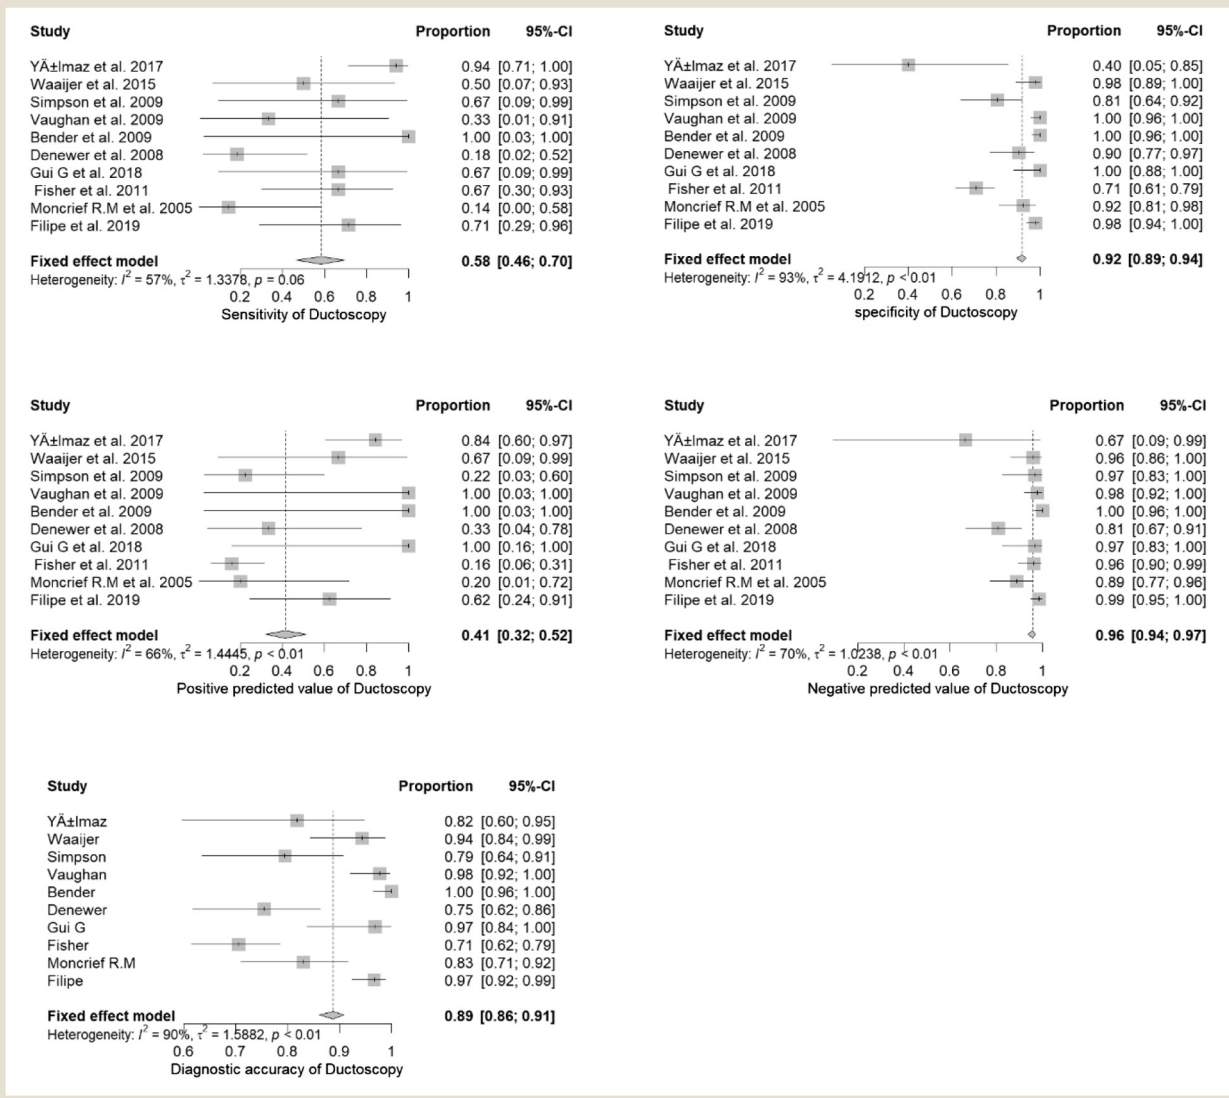 Study Proportion 95%-CI
YÄ±lmaz et al. 2017 0.94 [0.71; 1.00]
Waaijer et al. 2015 0.50 [0.07; 0.93]
Simpson et al. 2009 0.67 [0.09; 0.99]
Vaughan et al. 2009 0.33 [0.01; 0.91]
Bender et al. 2009 1.00 [0.03; 1.00]
Denewer et al. 2008 0.18 [0.02; 0.52]
Gui G et al. 2018 0.67 [0.09; 0.99]
Fisher et al. 2011 0.67 [0.30; 0.93]
Moncrief R.M et al. 2005 0.14 [0.00; 0.58]
Filipe et al. 2019 0.71 [0.29; 0.96]
Fixed effect model 0.58 [0.46; 0.70]
Heterogeneity: I² = 57%, τ² = 1.3378, p = 0.06
0.2 0.4 0.6 0.8 1
Sensitivity of Ductoscopy
Study Proportion 95%-CI
YÄ±lmaz et al. 2017 0.40 [0.05; 0.85]
Waaijer et al. 2015 0.98 [0.89; 1.00]
Simpson et al. 2009 0.81 [0.64; 0.92]
Vaughan et al. 2009 1.00 [0.96; 1.00]
Bender et al. 2009 1.00 [0.96; 1.00]
Denewer et al. 2008 0.90 [0.77; 0.97]
Gui G et al. 2018 1.00 [0.88; 1.00]
Fisher et al. 2011 0.71 [0.61; 0.79]
Moncrief R.M et al. 2005 0.92 [0.81; 0.98]
Filipe et al. 2019 0.98 [0.94; 1.00]
Fixed effect model 0.92 [0.89; 0.94]
Heterogeneity: I² = 93%, τ² = 4.1912, p < 0.01
0.2 0.4 0.6 0.8 1
specificity of Ductoscopy
Study Proportion 95%-CI
YÄ±lmaz et al. 2017 0.84 [0.60; 0.97]
Waaijer et al. 2015 0.67 [0.09; 0.99]
Simpson et al. 2009 0.22 [0.03; 0.60]
Vaughan et al. 2009 1.00 [0.03; 1.00]
Bender et al. 2009 1.00 [0.03; 1.00]
Denewer et al. 2008 0.33 [0.04; 0.78]
Gui G et al. 2018 1.00 [0.16; 1.00]
Fisher et al. 2011 0.16 [0.06; 0.31]
Moncrief R.M et al. 2005 0.20 [0.01; 0.72]
Filipe et al. 2019 0.62 [0.24; 0.91]
Fixed effect model 0.41 [0.32; 0.52]
Heterogeneity: I² = 66%, τ² = 1.4445, p < 0.01
0.2 0.4 0.6 0.8 1
Positive predicted value of Ductoscopy
Study Proportion 95%-CI
YÄ±lmaz et al. 2017 0.67 [0.09; 0.99]
Waaijer et al. 2015 0.96 [0.86; 1.00]
Simpson et al. 2009 0.97 [0.83; 1.00]
Vaughan et al. 2009 0.98 [0.92; 1.00]
Bender et al. 2009 1.00 [0.96; 1.00]
Denewer et al. 2008 0.81 [0.67; 0.91]
Gui G et al. 2018 0.97 [0.83; 1.00]
Fisher et al. 2011 0.96 [0.90; 0.99]
Moncrief R.M et al. 2005 0.89 [0.77; 0.96]
Filipe et al. 2019 0.99 [0.95; 1.00]
Fixed effect model 0.96 [0.94; 0.97]
Heterogeneity: I² = 70%, τ² = 1.0238, p < 0.01
0.2 0.4 0.6 0.8 1
Negative predicted value of Ductoscopy
Study Proportion 95%-CI
YÄ±lmaz 0.82 [0.60; 0.95]
Waaijer 0.94 [0.84; 0.99]
Simpson 0.79 [0.64; 0.91]
Vaughan 0.98 [0.92; 1.00]
Bender 1.00 [0.96; 1.00]
Denewer 0.75 [0.62; 0.86]
Gui G 0.97 [0.84; 1.00]
Fisher 0.71 [0.62; 0.79]
Moncrief R.M 0.83 [0.71; 0.92]
Filipe 0.97 [0.92; 0.99]
Fixed effect model 0.89 [0.86; 0.91]
Heterogeneity: I² = 90%, τ² = 1.5882, p < 0.01
0.6 0.7 0.8 0.9 1
Diagnostic accuracy of Ductoscopy